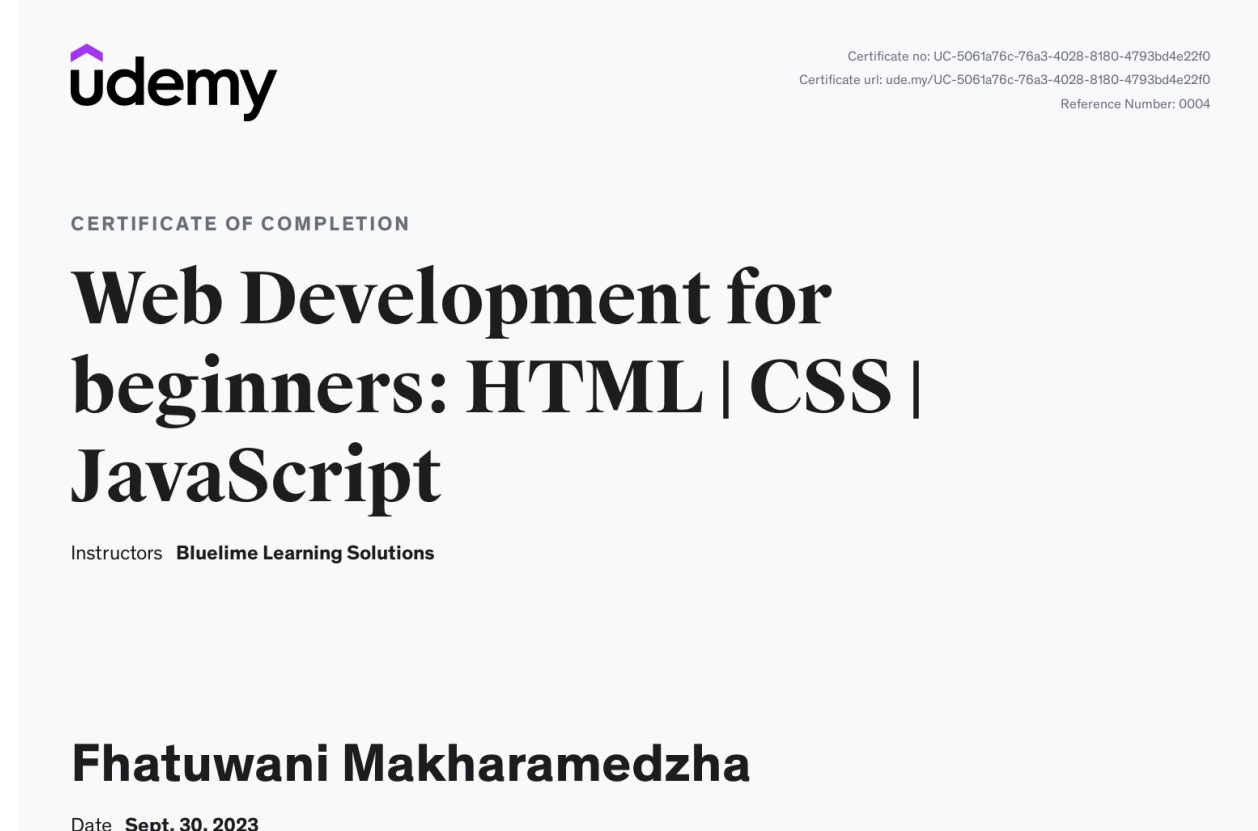 udemy
Certificate no: UC-5061a76c-76a3-4028-8180-4793bd4e22f0
Certificate url: ude.my/UC-5061a76c-76a3-4028-8180-4793bd4e22f0
Reference Number: 0004
CERTIFICATE OF COMPLETION
Web Development for
beginners: HTML | CSS |
JavaScript
Instructors Bluelime Learning Solutions
Fhatuwani Makharamedzha
Date Sept. 30, 2023